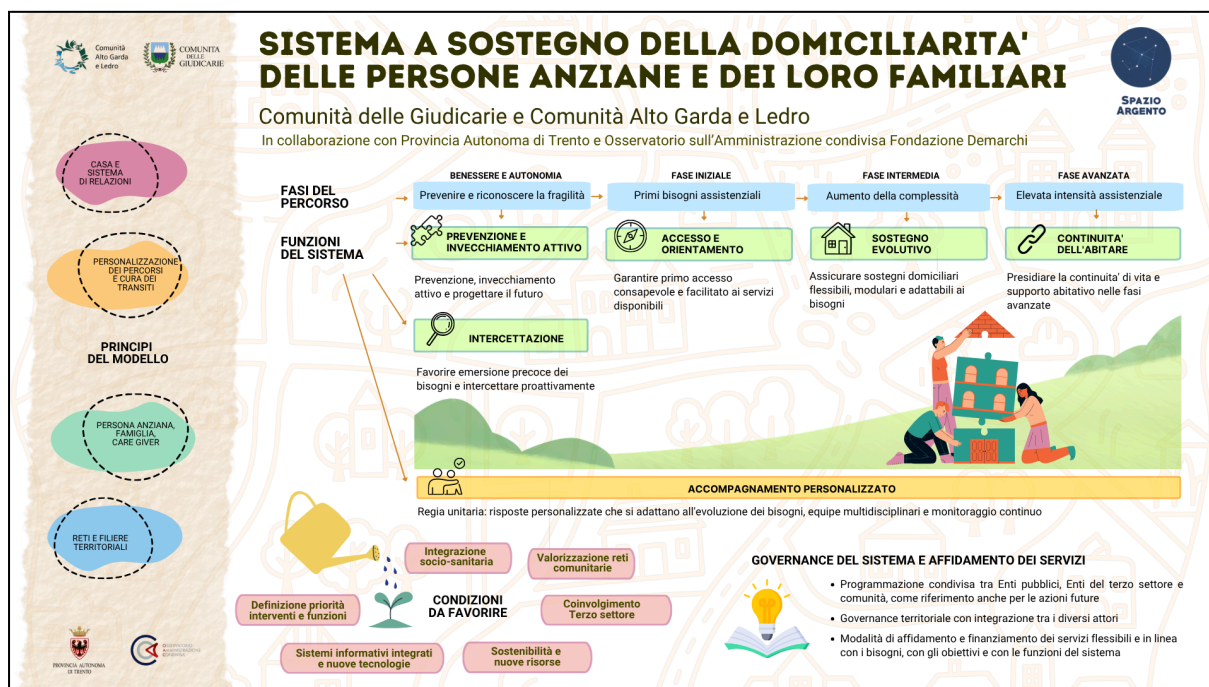 Comunità
Alto Garda
e Ledro
COMUNITA
DELLE
GIUDICARIE
SISTEMA A SOSTEGNO DELLA DOMICILIARITA'
DELLE PERSONE ANZIANE E DEI LORO FAMILIARI
Comunità delle Giudicarie e Comunità Alto Garda e Ledro
In collaborazione con Provincia Autonoma di Trento e Osservatorio sull'Amministrazione condivisa Fondazione Demarchi
SPAZIO
ARGENTO
CASA E
SISTEMA
DI RELAZIONI
PERSONALIZZAZIONE
DEI PERCORSI
E CURA DEI
TRANSITI
PRINCIPI
DEL MODELLO
PERSONA ANZIANA,
FAMIGLIA,
CARE GIVER
RETI E FILIERE
TERRITORIALI
PROVINCIA AUTONOMA
DI TRENTO
FASI DEL
PERCORSO
BENESSERE E AUTONOMIA
Prevenire e riconoscere la fragilità
FASE INIZIALE
Primi bisogni assistenziali
FASE INTERMEDIA
Aumento della complessità
FASE AVANZATA
Elevata intensità assistenziale
FUNZIONI
DEL SISTEMA
PREVENZIONE E
INVECCHIAMENTO ATTIVO
Prevenzione, invecchiamento
attivo e progettare il futuro
ACCESSO E
ORIENTAMENTO
Garantire primo accesso
consapevole e facilitato ai servizi
disponibili
SOSTEGNO
EVOLUTIVO
Assicurare sostegni domiciliari
flessibili, modulari e adattabili ai
bisogni
CONTINUITA'
DELL'ABITARE
Presidiare la continuita' di vita e
supporto abitativo nelle fasi
avanzate
INTERCETTAZIONE
Favorire emersione precoce dei
bisogni e intercettare proattivamente
ACCOMPAGNAMENTO PERSONALIZZATO
Regia unitaria: risposte personalizzate che si adattano all'evoluzione dei bisogni, equipe multidisciplinari e monitoraggio continuo
Integrazione
socio-sanitaria
Valorizzazione reti
comunitarie
Definizione priorità
interventi e funzioni
CONDIZIONI
DA FAVORIRE
Coinvolgimento
Terzo settore
Sistemi informativi integrati
e nuove tecnologie
Sostenibilità e
nuove risorse
GOVERNANCE DEL SISTEMA E AFFIDAMENTO DEI SERVIZI
• Programmazione condivisa tra Enti pubblici, Enti del terzo settore e
comunità, come riferimento anche per le azioni future
• Governance territoriale con integrazione tra i diversi attori
• Modalità di affidamento e finanziamento dei servizi flessibili e in linea
con i bisogni, con gli obiettivi e con le funzioni del sistema